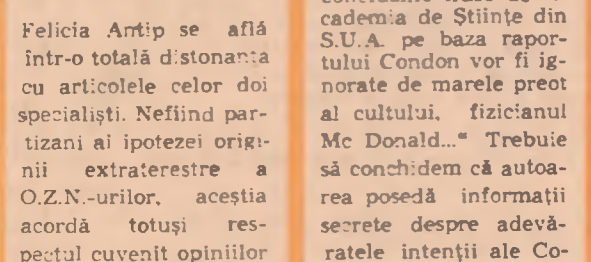 Felicia Antip se află
într-o totală distonanța
cu articolele celor doi
specialiști. Nefiind par-
tizani ai ipotezei origi-
nii extraterestre a
O.Z.N.-urilor, aceștia
acordă totuși res-
pectul cuvenit opiniilor
cademia de Științe din
S.U.A. pe baza rapor-
tului Condon vor fi ig-
norate de marele preot
al cultului, fizicianul
Mc Donald..." Trebuie
să conchidem că autoa-
rea posedă informații
secrete despre adevă-
ratele intenții ale Co-